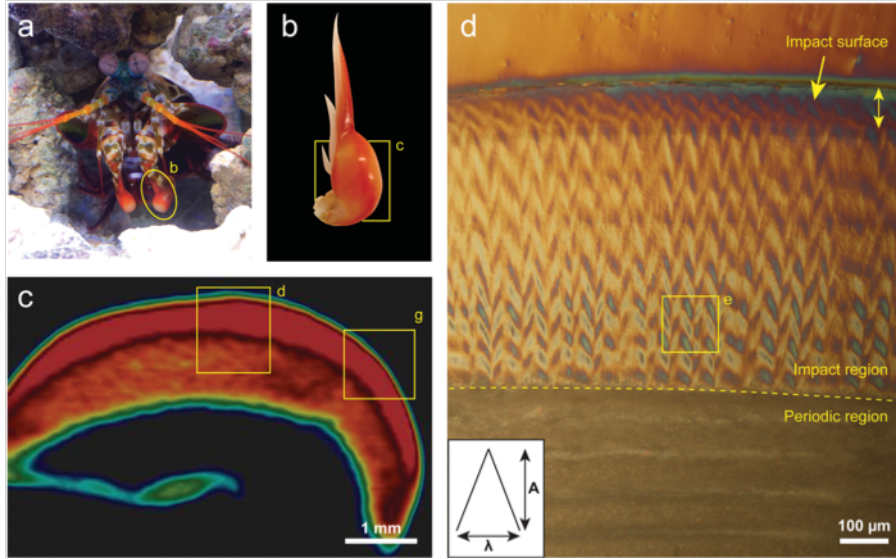 a
b
b
c
c
d
g
1 mm
d
Impact surface
e
Impact region
Periodic region
A
λ
100 µm